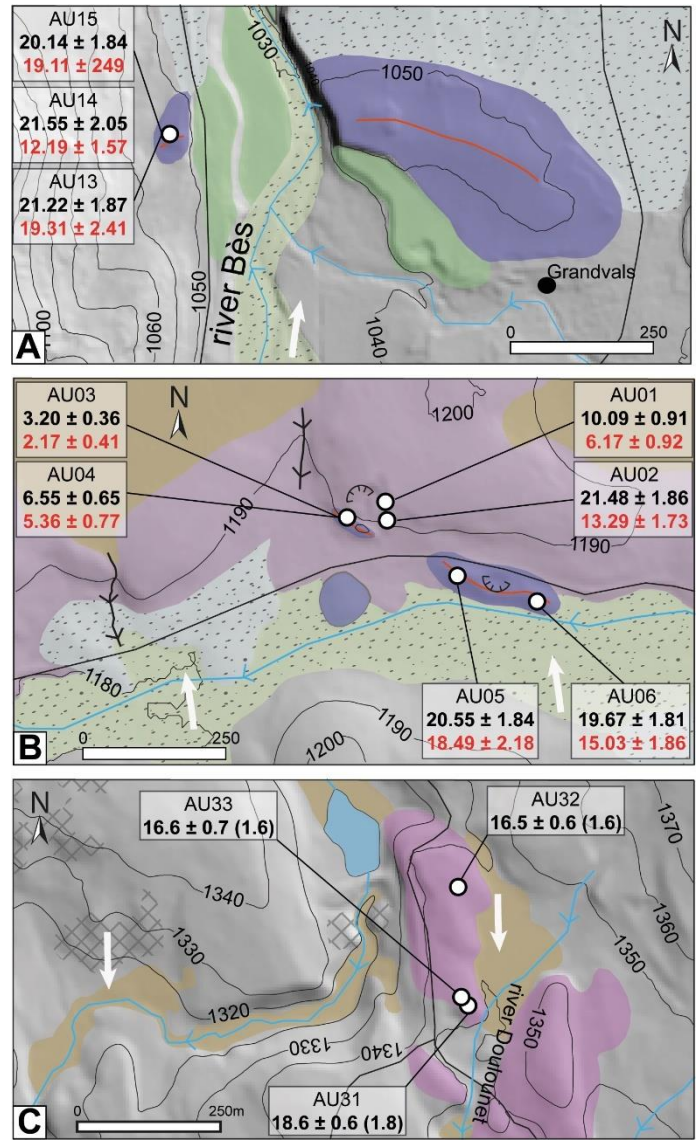 AU15
20.14 ± 1.84
19.11 ± 249
AU14
21.55 ± 2.05
12.19 ± 1.57
AU13
21.22 ± 1.87
19.31 ± 2.41
1030
1050
N
1050
1060
river Bès
1040
Grandvals
0 250
A
AU03
3.20 ± 0.36
2.17 ± 0.41
AU04
6.55 ± 0.65
5.36 ± 0.77
N
1200
AU01
10.09 ± 0.91
6.17 ± 0.92
AU02
21.48 ± 1.86
13.29 ± 1.73
1190
1190
1180
1190
1200
AU05
20.55 ± 1.84
18.49 ± 2.18
AU06
19.67 ± 1.81
15.03 ± 1.86
0 250
B
N
AU33
16.6 ± 0.7 (1.6)
AU32
16.5 ± 0.6 (1.6)
1370
1360
1350
1340
1330
1320
1330
1340
1350
river Doulounet
AU31
18.6 ± 0.6 (1.8)
0 250m
C